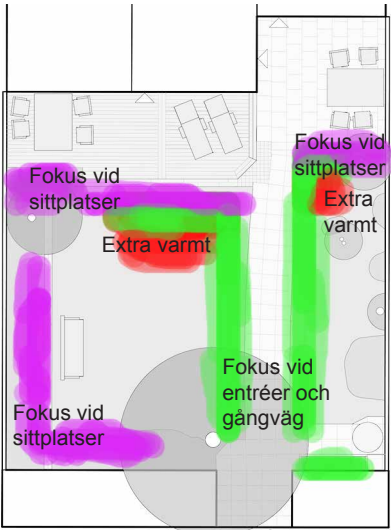 Fokus vid
sittplatser
Fokus vid
sittplatser
Extra
varmt
Extra varmt
Fokus vid
entréer och
gångväg
Fokus vid
sittplatser